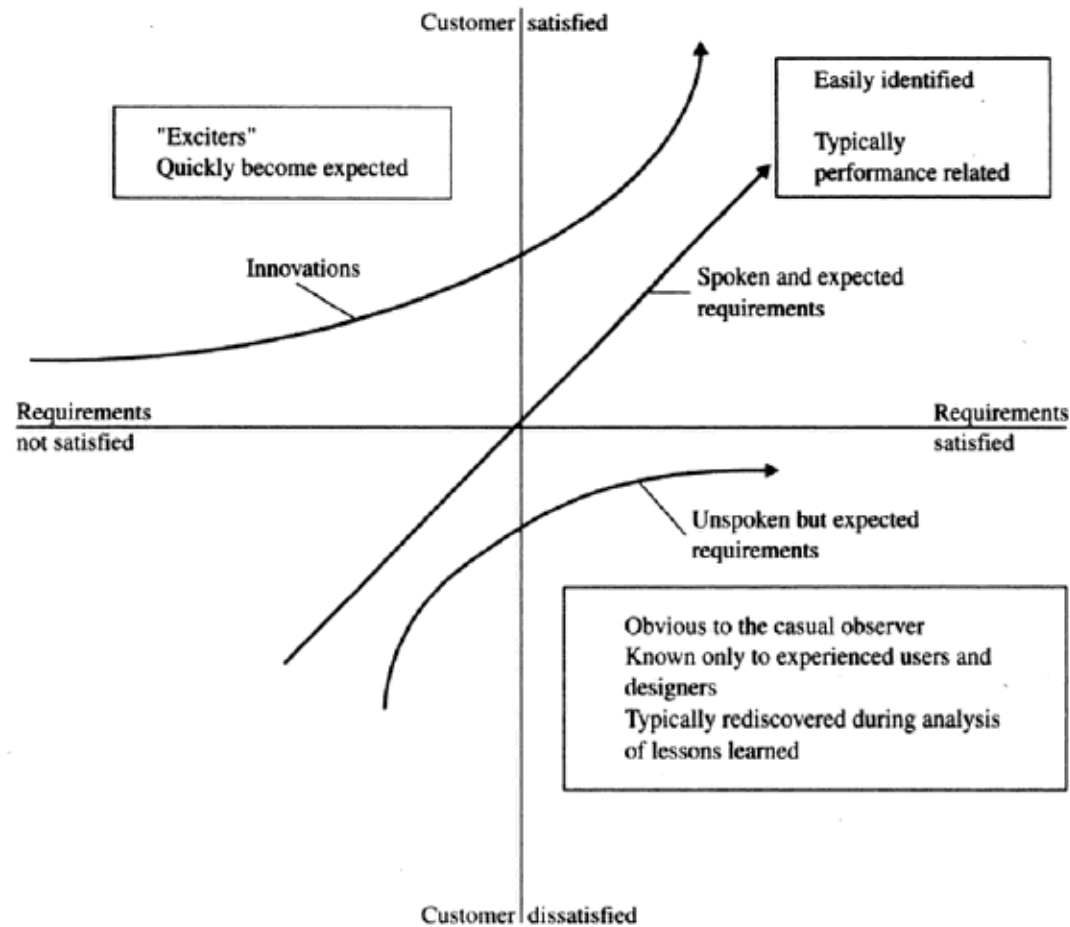 Customer satisfied
Easily identified
Typically
performance related
"Exciters"
Quickly become expected
Innovations
Spoken and expected
requirements
Requirements
not satisfied
Requirements
satisfied
Unspoken but expected
requirements
Obvious to the casual observer
Known only to experienced users and
designers
Typically rediscovered during analysis
of lessons learned
Customer dissatisfied